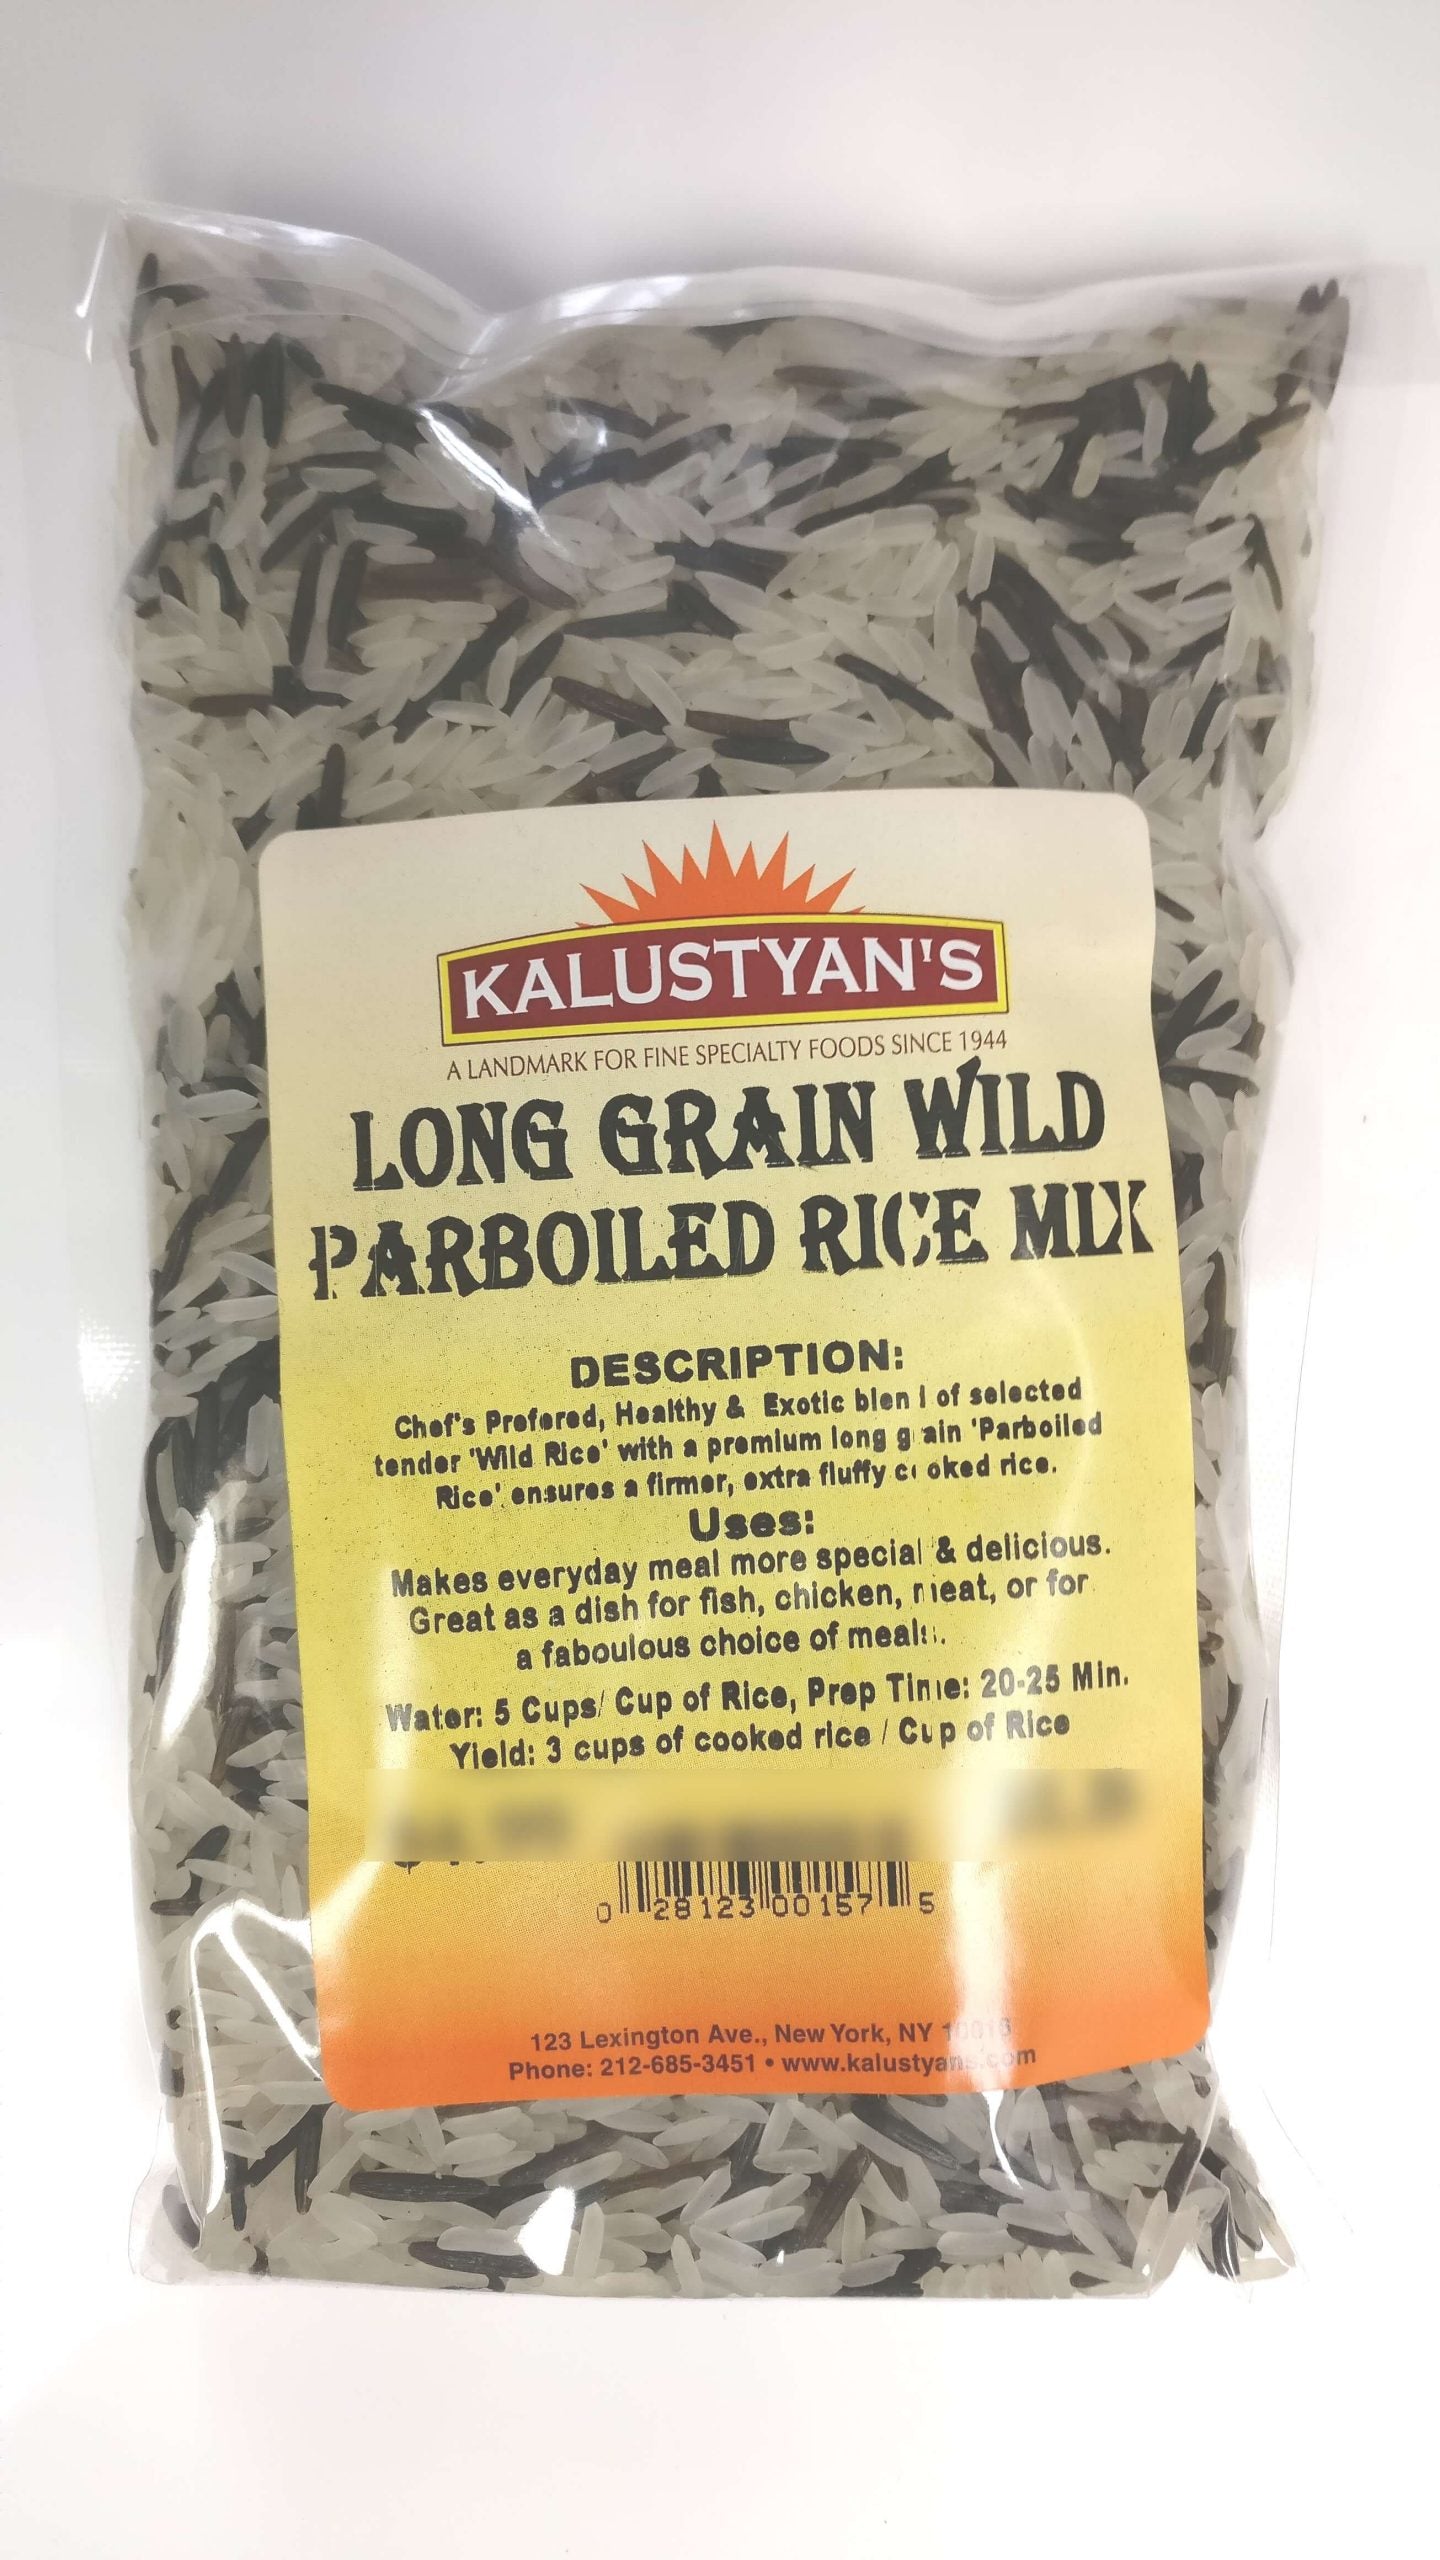 KALUSTYAN'S
A LANDMARK FOR FINE SPECIALTY FOODS SINCE 1944
LONG GRAIN WILD
PARBOILED RICE MIX
DESCRIPTION:
Chef's Prefered, Healthy & Exotic blend of selected
tender 'Wild Rice' with a premium long grain 'Parboiled
Rice' ensures a firmer, extra fluffy cooked rice.
Uses:
Makes everyday meal more special & delicious.
Great as a dish for fish, chicken, meat, or for
a faboulous choice of meals.
Water: 5 Cups/ Cup of Rice, Prep Time: 20-25 Min.
Yield: 3 cups of cooked rice / Cup of Rice
0 28123 00157 5
123 Lexington Ave., New York, NY 10016
Phone: 212-685-3451 • www.kalustyans.com